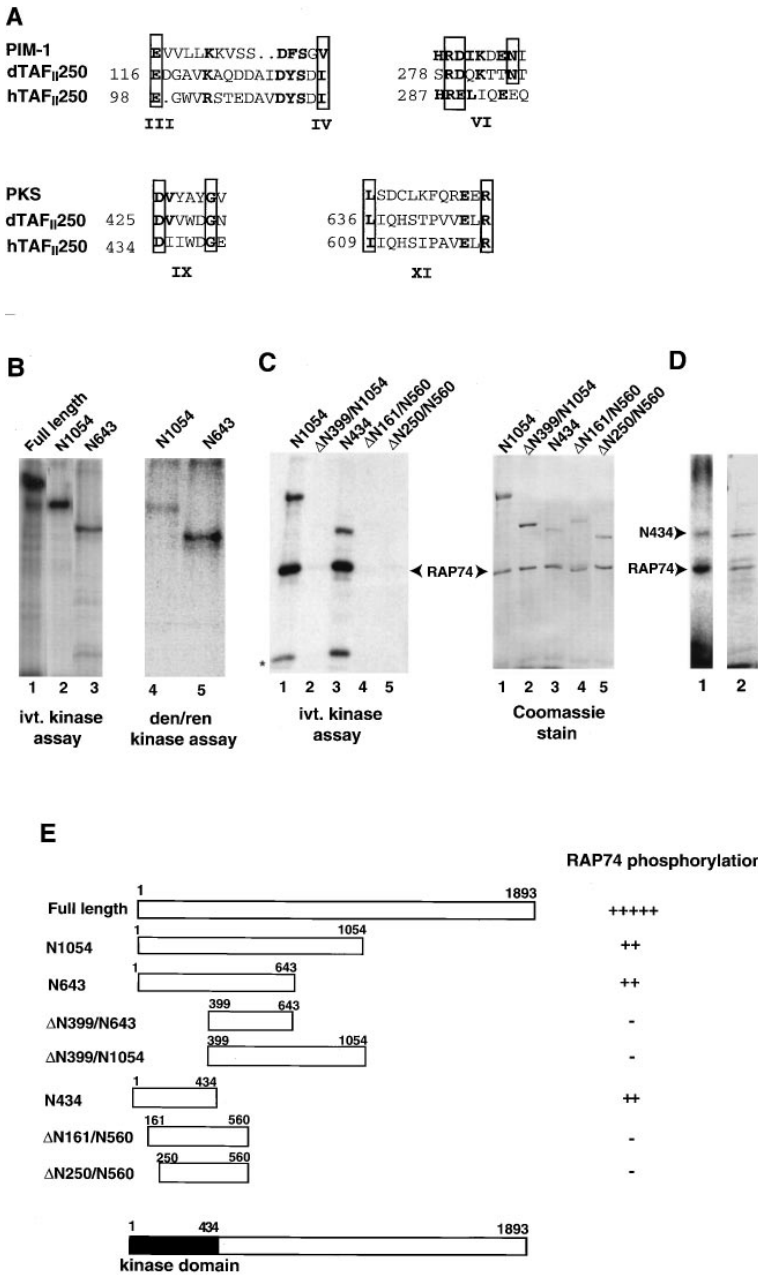 A
PIM-1 EVVLLKKVSS..DFSGV HRDIKDENI
dTAFII250 116 EDGAVKAQDDAIDYSDI 278 SRDQKTTNT
hTAFII250 98 E.GWVRSTEDAVDYSDI 287 HRELIQEEQ
III IV VI
PKS DVYAYGV LSDCLKFQREER
dTAFII250 425 DVVWDGN 636 LIQHSTPVVELR
hTAFII250 434 DIIWDGE 609 IIQHSIPAVELR
IX XI
B
Full length N1054 N643 N1054 N643
1 2 3 4 5
ivt. kinase assay
den/ren kinase assay
C
N1054 ΔN399/N1054 N434 ΔN161/N560 ΔN250/N560
RAP74
*
1 2 3 4 5
ivt. kinase assay
N1054 ΔN399/N1054 N434 ΔN161/N560 ΔN250/N560
1 2 3 4 5
Coomassie stain
D
N434
RAP74
1 2
E
RAP74 phosphorylation
1 1893
Full length +++++
1 1054
N1054 ++
1 643
N643 ++
399 643
ΔN399/N643 -
399 1054
ΔN399/N1054 -
1 434
N434 ++
161 560
ΔN161/N560 -
250 560
ΔN250/N560 -
1 434 1893
kinase domain